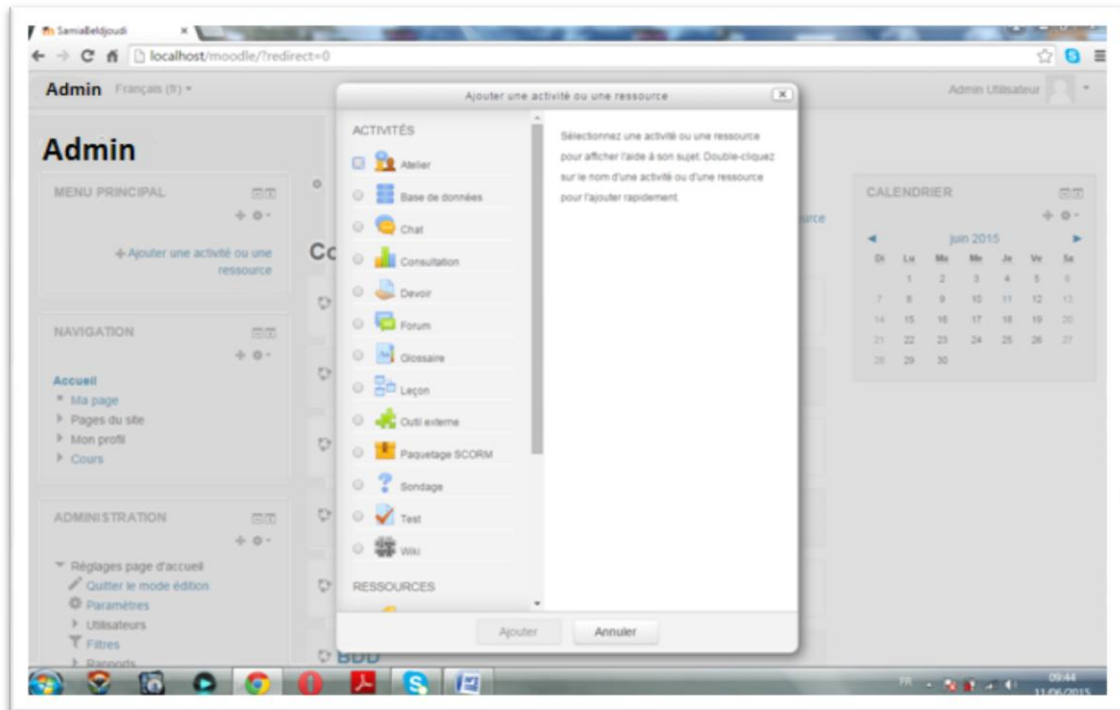 SamiaBeldjoudi
localhost/moodle/?redirect=0
Admin Français (fr)
Admin Utilisateur
Admin
MENU PRINCIPAL
Ajouter une activité ou une
ressource
NAVIGATION
Accueil
Ma page
Pages du site
Mon profil
Cours
ADMINISTRATION
Réglages page d'accueil
Quitter le mode édition
Paramètres
Utilisateurs
Filtres
Rapports
Ajouter une activité ou une ressource
ACTIVITÉS
Atelier
Base de données
Chat
Consultation
Devoir
Forum
Glossaire
Leçon
Outil externe
Paquetage SCORM
Sondage
Test
Wiki
RESSOURCES
Sélectionnez une activité ou une ressource
pour afficher l'aide à son sujet. Double-cliquez
sur le nom d'une activité ou d'une ressource
pour l'ajouter rapidement.
Ajouter Annuler
BDD
CALENDRIER
juin 2015
Di Lu Ma Me Je Ve Sa
1 2 3 4 5 6
7 8 9 10 11 12 13
14 15 16 17 18 19 20
21 22 23 24 25 26 27
28 29 30
FR
09:44
11/06/2015